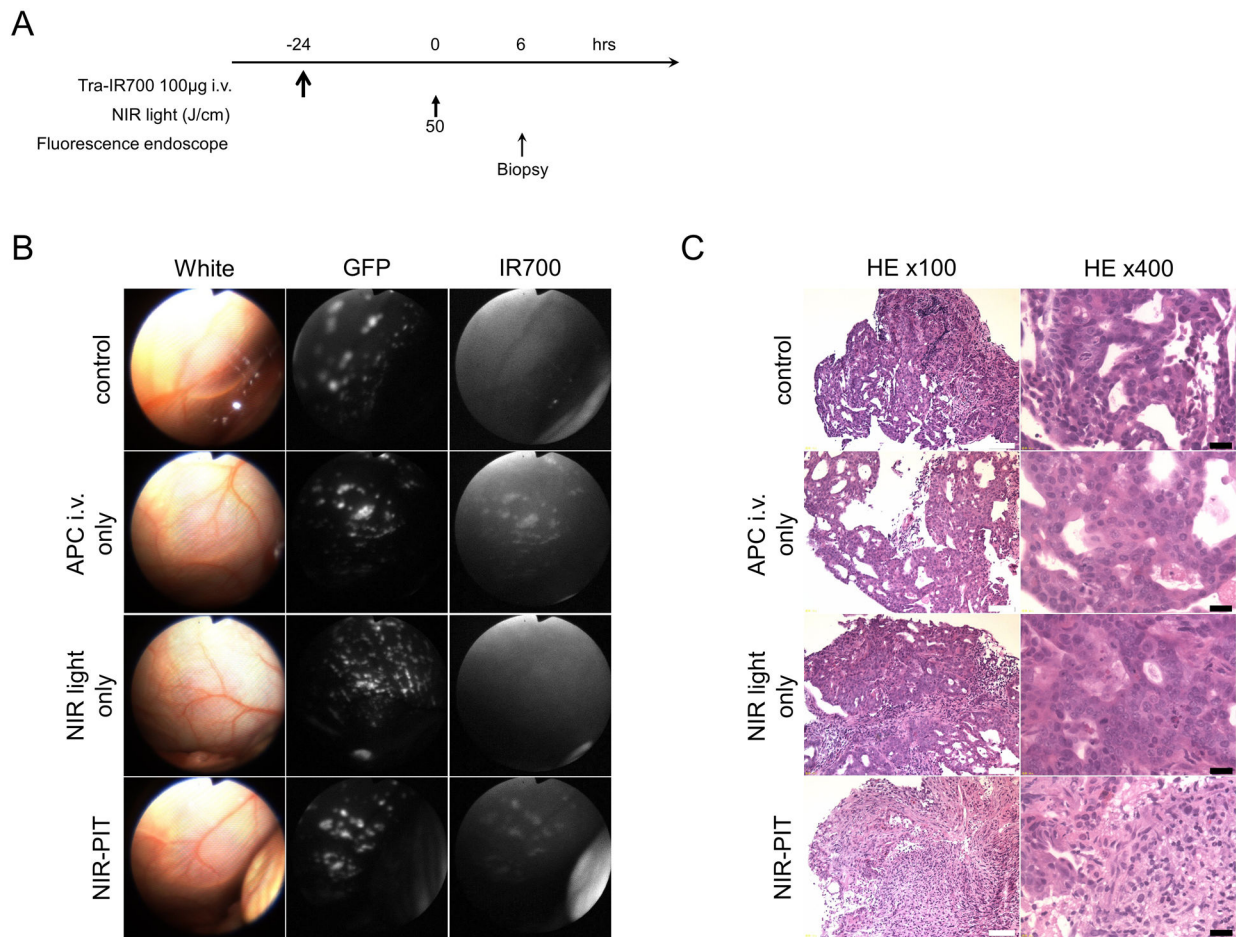 A
-24 0 6 hrs
Tra-IR700 100µg i.v.
NIR light (J/cm)
50
Fluorescence endoscope
Biopsy
B
White GFP IR700
control
APC i.v.
only
NIR light
only
NIR-PIT
C
HE x100 HE x400
control
APC i.v.
only
NIR light
only
NIR-PIT